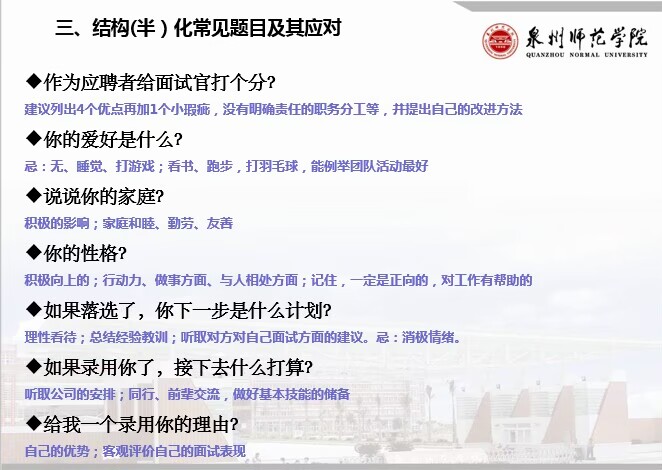 三、结构(半）化常见题目及其应对
泉州师范学院
QUANZHOU NORMAL UNIVERSITY
◆作为应聘者给面试官打个分?
建议列出4个优点再加1个小瑕疵，没有明确责任的职务分工等，并提出自己的改进方法
◆你的爱好是什么?
忌：无、睡觉、打游戏；看书、跑步，打羽毛球，能例举团队活动最好
◆说说你的家庭?
积极的影响；家庭和睦、勤劳、友善
◆你的性格?
积极向上的；行动力、做事方面、与人相处方面；记住，一定是正向的，对工作有帮助的
◆如果落选了，你下一步是什么计划?
理性看待；总结经验教训；听取对方对自己面试方面的建议。忌：消极情绪。
◆如果录用你了，接下去什么打算?
听取公司的安排；同行、前辈交流，做好基本技能的储备
◆给我一个录用你的理由?
自己的优势；客观评价自己的面试表现